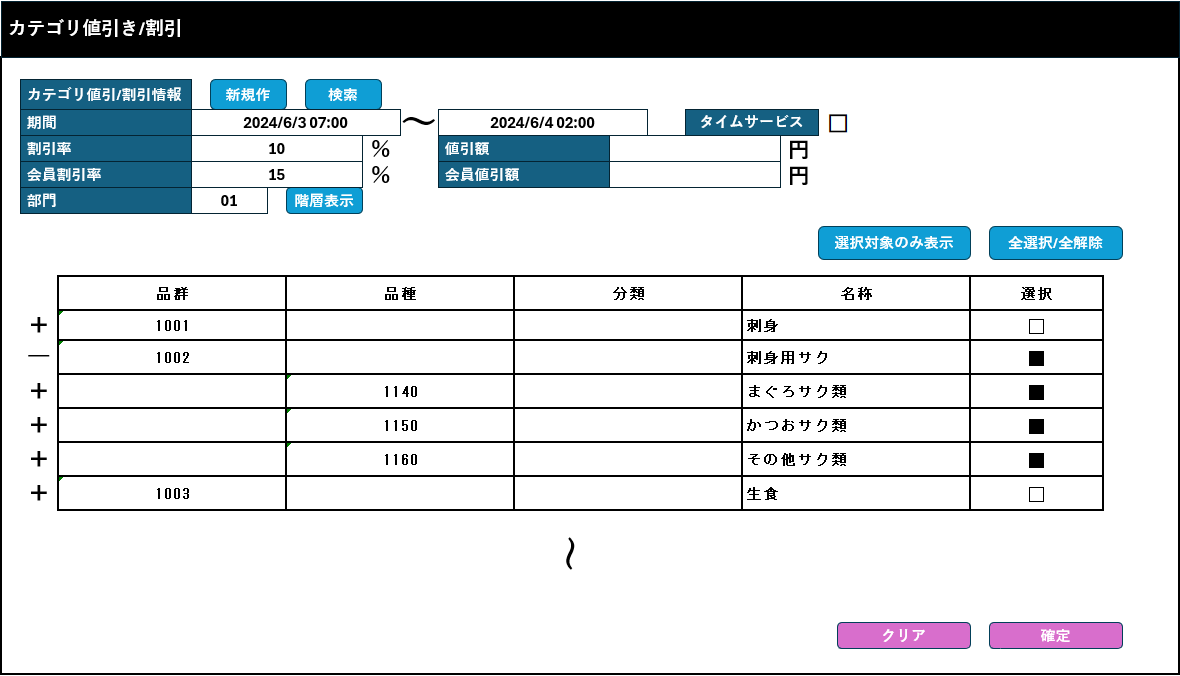 カテゴリ値引き/割引
カテゴリ値引/割引情報 新規作 検索
期間 2024/6/3 07:00 〜 2024/6/4 02:00 タイムサービス □
割引率 10 % 値引額 円
会員割引率 15 % 会員値引額 円
部門 01 階層表示
選択対象のみ表示 全選択/全解除
品群 品種 分類 名称 選択
+ 1001 刺身 □
— 1002 刺身用サク ■
+ 1140 まぐろサク類 ■
+ 1150 かつおサク類 ■
+ 1160 その他サク類 ■
+ 1003 生食 □
〜
クリア 確定